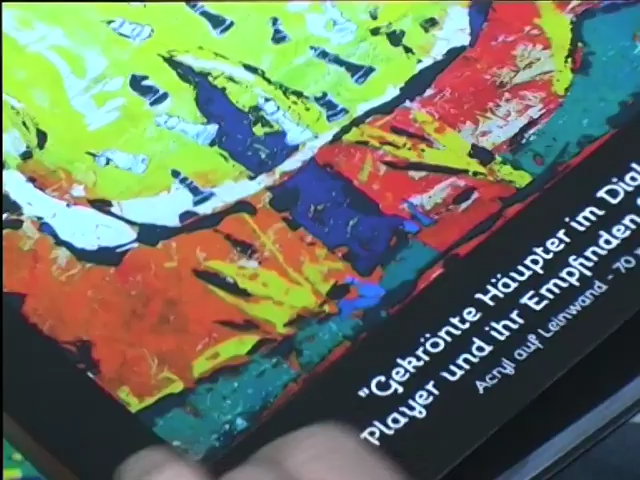 "Gekrönte Häupter im
Player und ihr Empfinden
Acryl auf Leinwand - 70